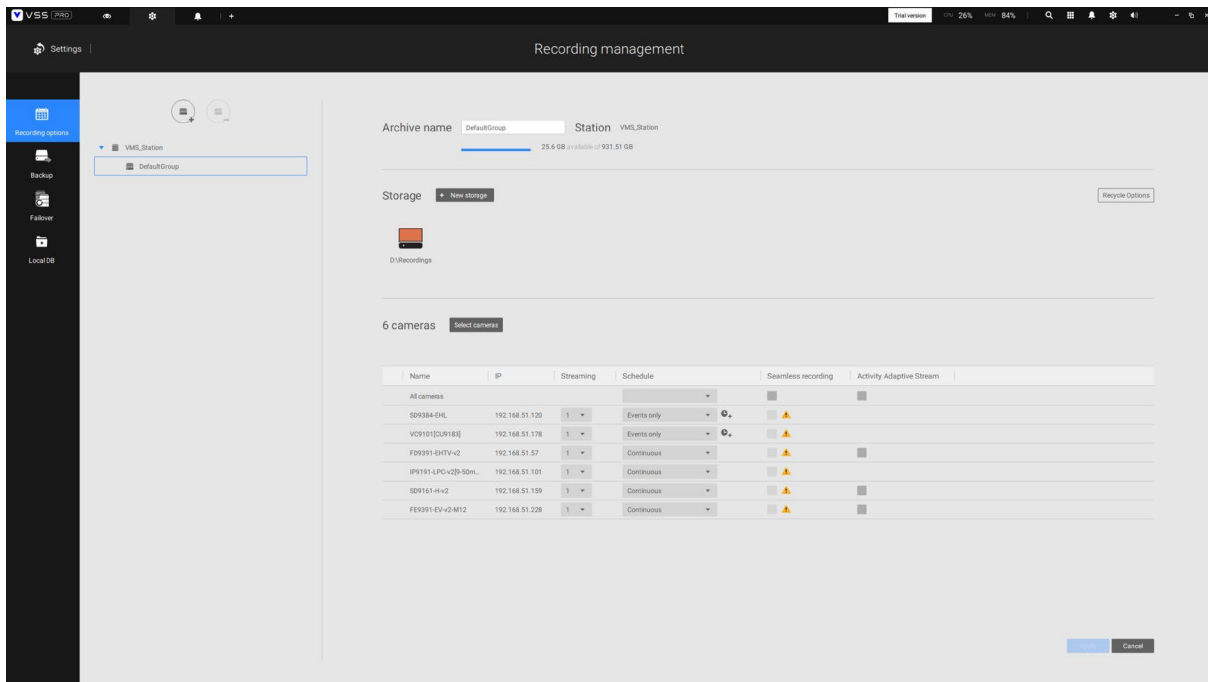 VSS PRO
Trial version CPU 26% MEM 84%
Settings
Recording management
Recording options
Backup
Failover
Local DB
VMS_Station
DefaultGroup
Archive name DefaultGroup Station VMS_Station
25.6 GB available of 931.51 GB
Storage + New storage Recycle Options
D:\Recordings
6 cameras Select cameras
Name IP Streaming Schedule Seamless recording Activity Adaptive Stream
All cameras
SD9384-EHL 192.168.51.120 1 Events only
VC9101[CU9183] 192.168.51.178 1 Events only
FD9391-EHTV-v2 192.168.51.57 1 Continuous
IP9191-LPC-v2[9-50m... 192.168.51.101 1 Continuous
SD9161-H-v2 192.168.51.159 1 Continuous
FE9391-EV-v2-M12 192.168.51.228 1 Continuous
Cancel